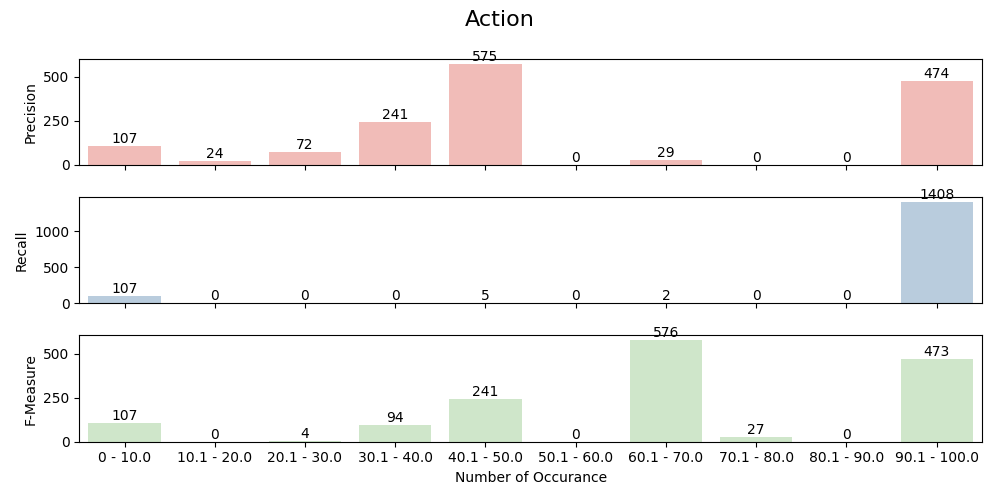 Action
Precision
500
250
0
107
24
72
241
575
0
29
0
0
474
Recall
1000
500
0
107
0
0
0
5
0
2
0
0
1408
F-Measure
500
250
0
107
0
4
94
241
0
576
27
0
473
0 - 10.0
10.1 - 20.0
20.1 - 30.0
30.1 - 40.0
40.1 - 50.0
50.1 - 60.0
60.1 - 70.0
70.1 - 80.0
80.1 - 90.0
90.1 - 100.0
Number of Occurance